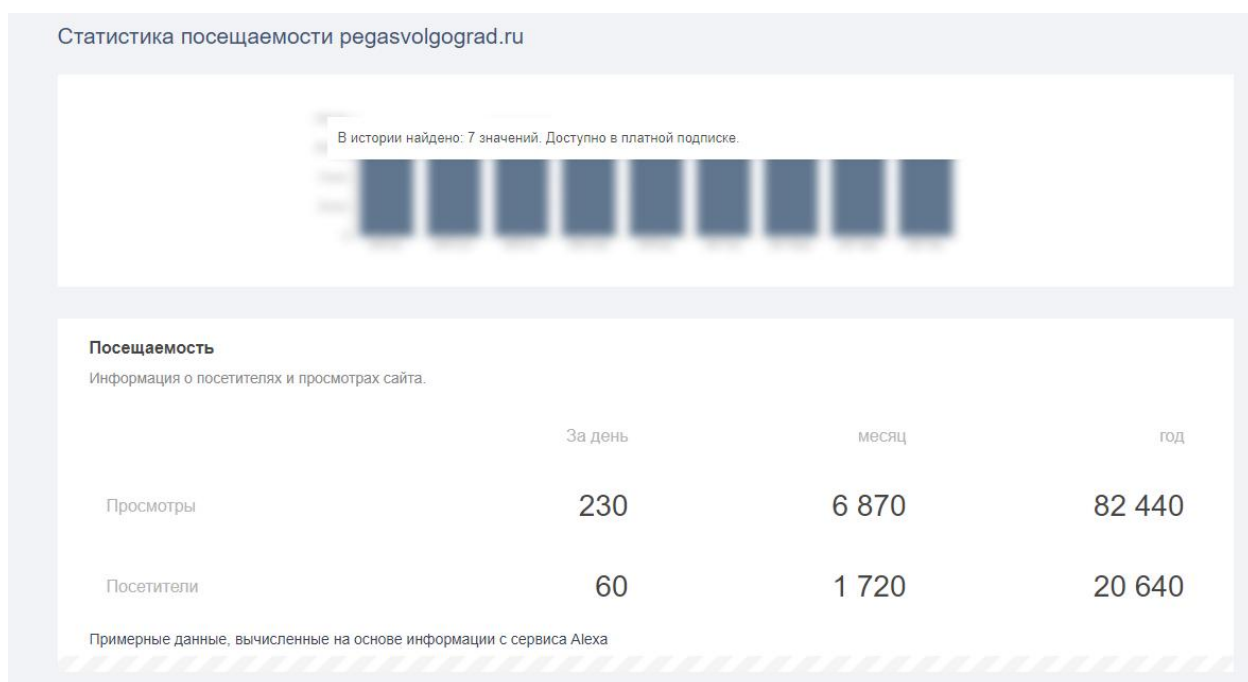 Статистика посещаемости pegasvolgograd.ru
В истории найдено: 7 значений. Доступно в платной подписке.
Посещаемость
Информация о посетителях и просмотрах сайта.
За день месяц год
Просмотры 230 6 870 82 440
Посетители 60 1 720 20 640
Примерные данные, вычисленные на основе информации с сервиса Alexa